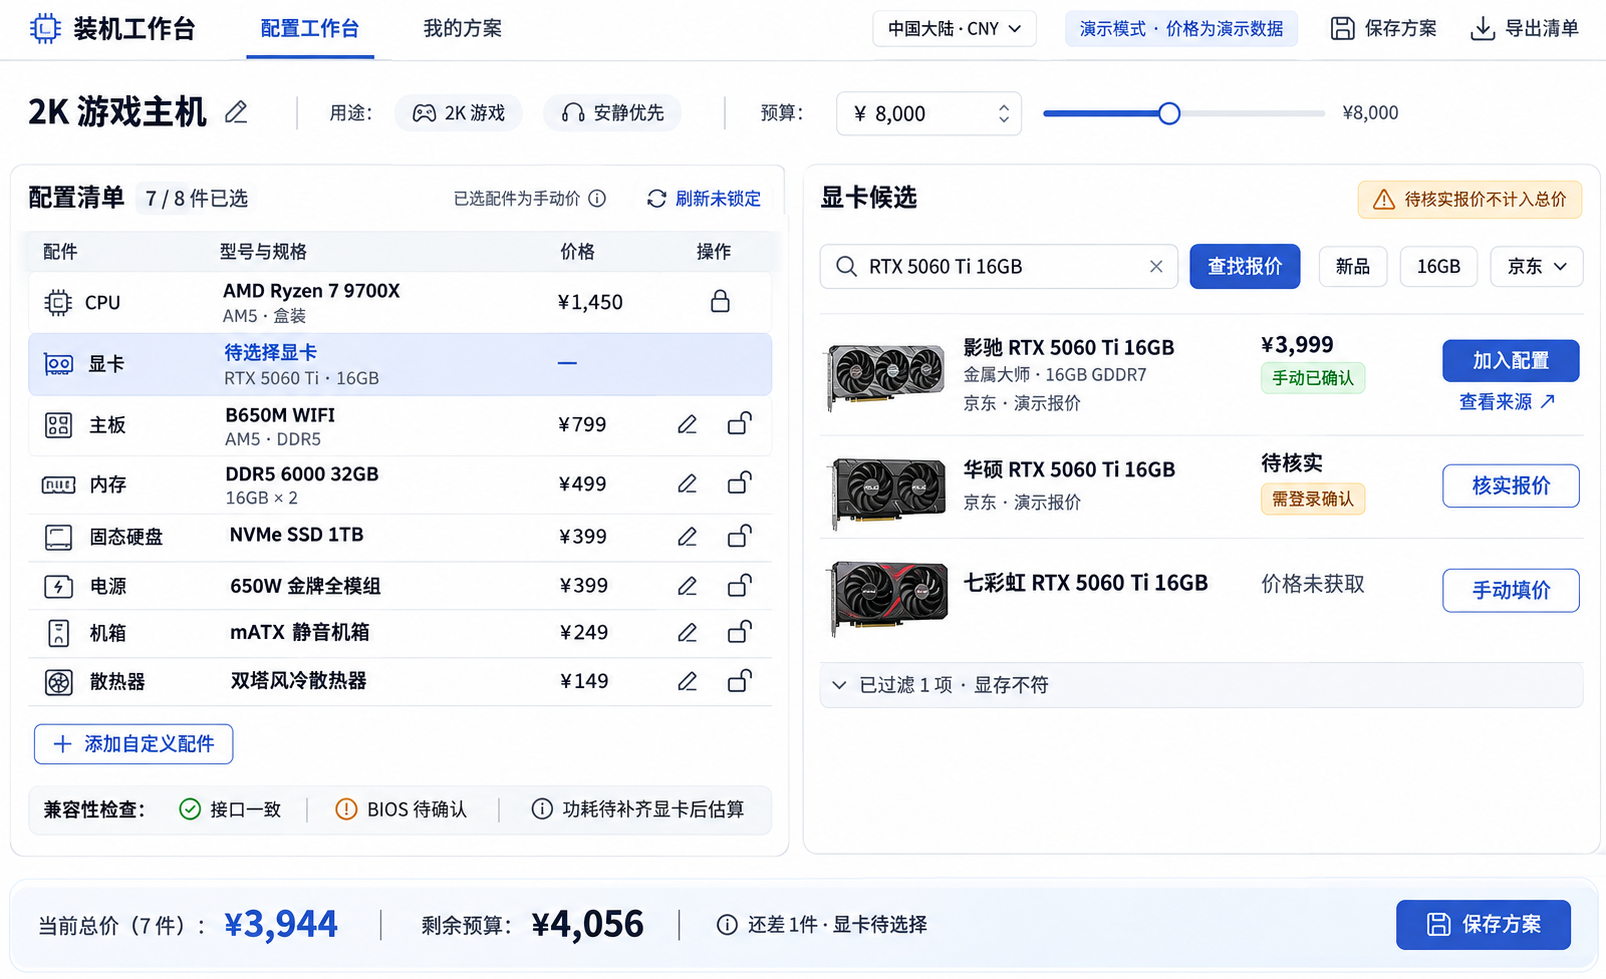 装机工作台
配置工作台
我的方案
中国大陆 · CNY
演示模式 · 价格为演示数据
保存方案
导出清单
2K 游戏主机
用途：
2K 游戏
安静优先
预算：
¥ 8,000
¥8,000
配置清单
7 / 8 件已选
已选配件为手动价
刷新未锁定
配件
型号与规格
价格
操作
CPU
AMD Ryzen 7 9700X
AM5 · 盒装
¥1,450
显卡
待选择显卡
RTX 5060 Ti · 16GB
—
主板
B650M WIFI
AM5 · DDR5
¥799
内存
DDR5 6000 32GB
16GB × 2
¥499
固态硬盘
NVMe SSD 1TB
¥399
电源
650W 金牌全模组
¥399
机箱
mATX 静音机箱
¥249
散热器
双塔风冷散热器
¥149
添加自定义配件
兼容性检查：
接口一致
BIOS 待确认
功耗待补齐显卡后估算
显卡候选
待核实报价不计入总价
RTX 5060 Ti 16GB
查找报价
新品
16GB
京东
影驰 RTX 5060 Ti 16GB
金属大师 · 16GB GDDR7
京东 · 演示报价
¥3,999
手动已确认
加入配置
查看来源 ↗
华硕 RTX 5060 Ti 16GB
京东 · 演示报价
待核实
需登录确认
核实报价
七彩虹 RTX 5060 Ti 16GB
价格未获取
手动填价
已过滤 1 项 · 显存不符
当前总价（7 件）：
¥3,944
剩余预算：
¥4,056
还差 1件 · 显卡待选择
保存方案